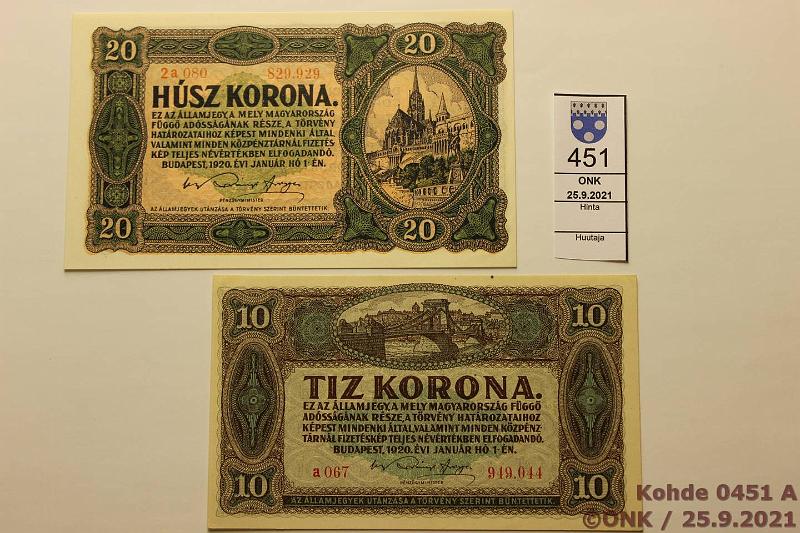 20
20
2a 080 829.929
HÚSZ KORONA.
EZ AZ ÁLLAMJEGY, A MELY MAGYARORSZÁG
FÜGGŐ ADÓSSÁGÁNAK RÉSZE, A TÖRVÉNY
HATÁROZATAIHOZ KÉPEST MINDENKI ÁLTAL,
VALAMINT MINDEN KÖZPÉNZTÁRNÁL FIZETÉS
KÉP TELJES NÉVÉRTÉKBEN ELFOGADANDÓ.
BUDAPEST, 1920. ÉVI JANUÁR HÓ 1-ÉN.
PÉNZÜGYMINISTER
AZ ÁLLAMJEGYEK UTÁNZÁSA A TÖRVÉNY SZERINT BÜNTETTETIK.
20
20
451
ONK
25.9.2021
Hinta
Huutaja
10
10
TIZ KORONA.
EZ AZ ÁLLAMJEGY, A MELY MAGYARORSZÁG FÜGGŐ
ADÓSSÁGÁNAK RÉSZE, A TÖRVÉNY HATÁROZATAIHOZ
KÉPEST MINDENKI ÁLTAL, VALAMINT MINDEN KÖZPÉNZ-
TÁRNÁL FIZETÉSKÉP TELJES NÉVÉRTÉKBEN ELFOGADANDÓ.
BUDAPEST, 1920. ÉVI JANUÁR HÓ 1-ÉN.
a 067 949.044
PÉNZÜGYMINISTER
10
10
AZ ÁLLAMJEGYEK UTÁNZÁSA A TÖRVÉNY SZERINT BÜNTETTETIK.
Kohde 0451 A
©ONK / 25.9.2021